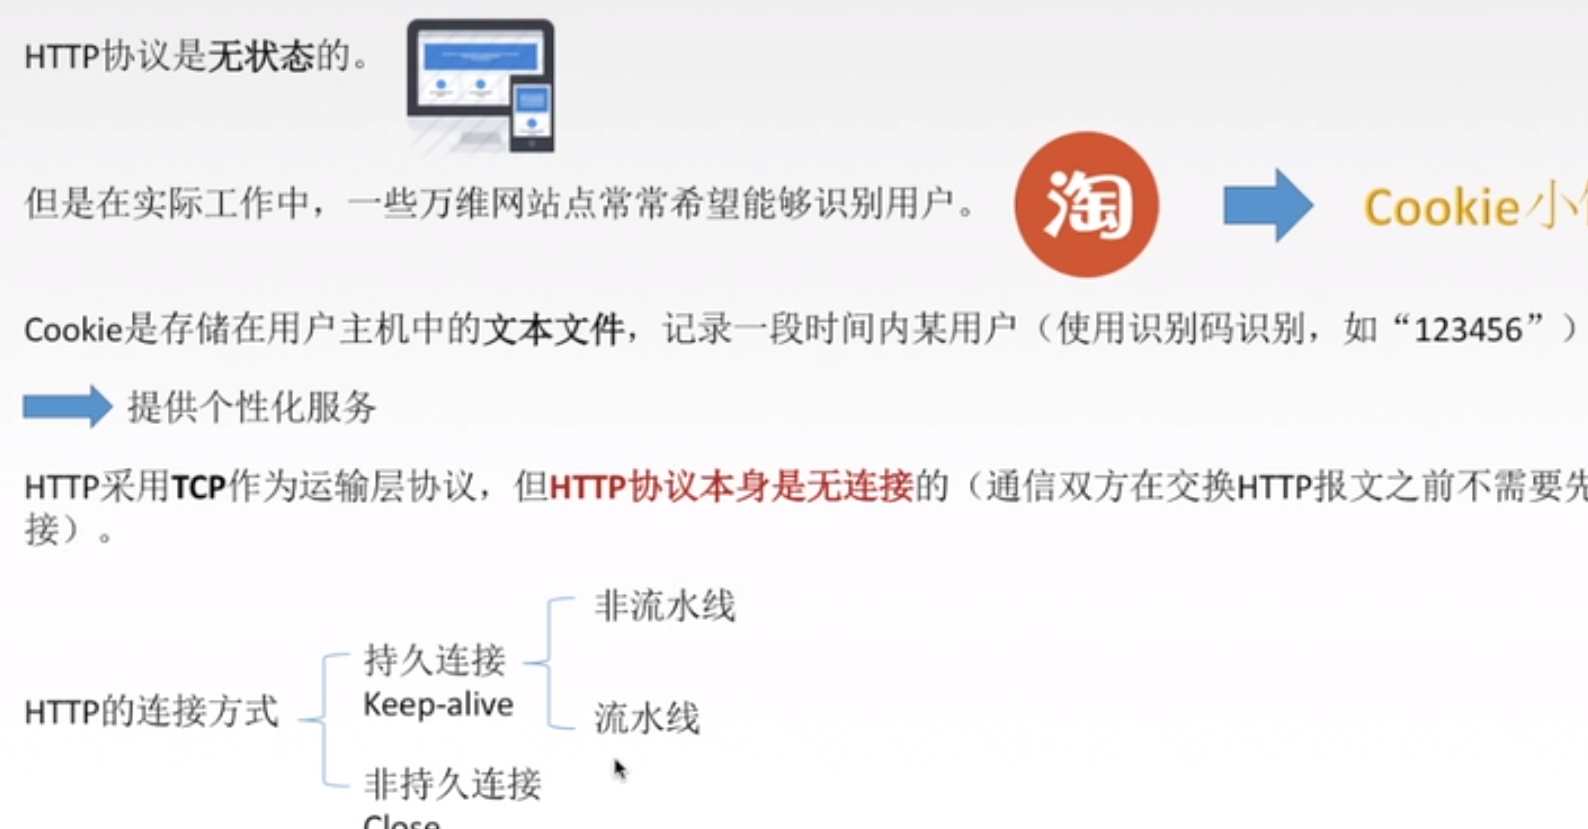 HTTP协议是无状态的。
但是在实际工作中，一些万维网站点常常希望能够识别用户。
淘
Cookie小
Cookie是存储在用户主机中的文本文件，记录一段时间内某用户（使用识别码识别，如“123456”）
提供个性化服务
HTTP采用TCP作为运输层协议，但HTTP协议本身是无连接的（通信双方在交换HTTP报文之前不需要先
接）。
非流水线
持久连接
Keep-alive
HTTP的连接方式
流水线
非持久连接
Close